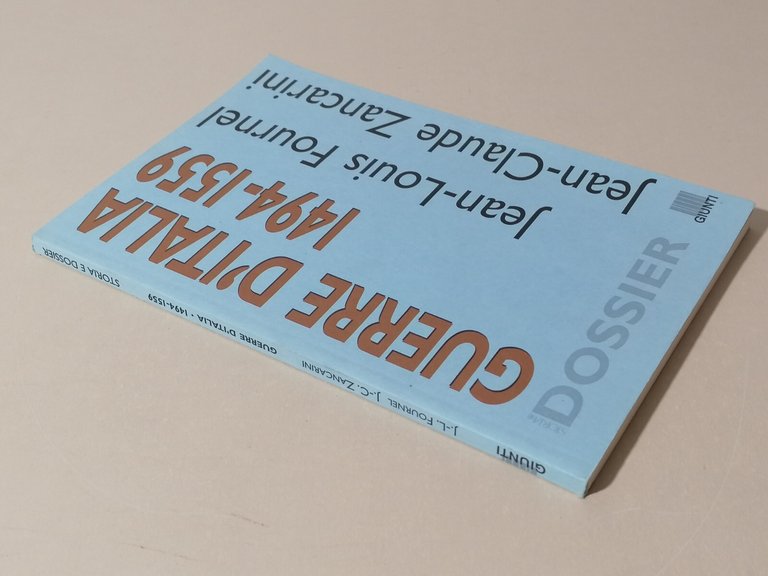 Jean-Claude Zancarini
Jean-Louis Fournel
GUERRE D'ITALIA
1494-1559
DOSSIER
GIUNTI
STORIA E DOSSIER
GUERRE D'ITALIA · 1494-1559
J.-L. FOURNEL J.-C. ZANCARINI
GIUNTI